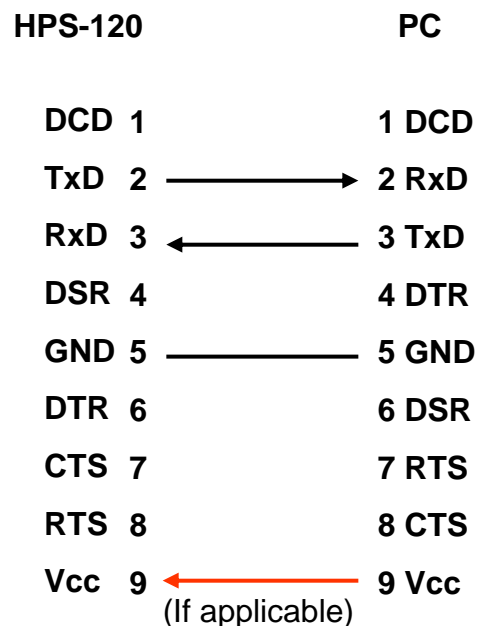 HPS-120 PC
DCD 1 1 DCD
TxD 2 2 RxD
RxD 3 3 TxD
DSR 4 4 DTR
GND 5 5 GND
DTR 6 6 DSR
CTS 7 7 RTS
RTS 8 8 CTS
Vcc 9 9 Vcc
(If applicable)